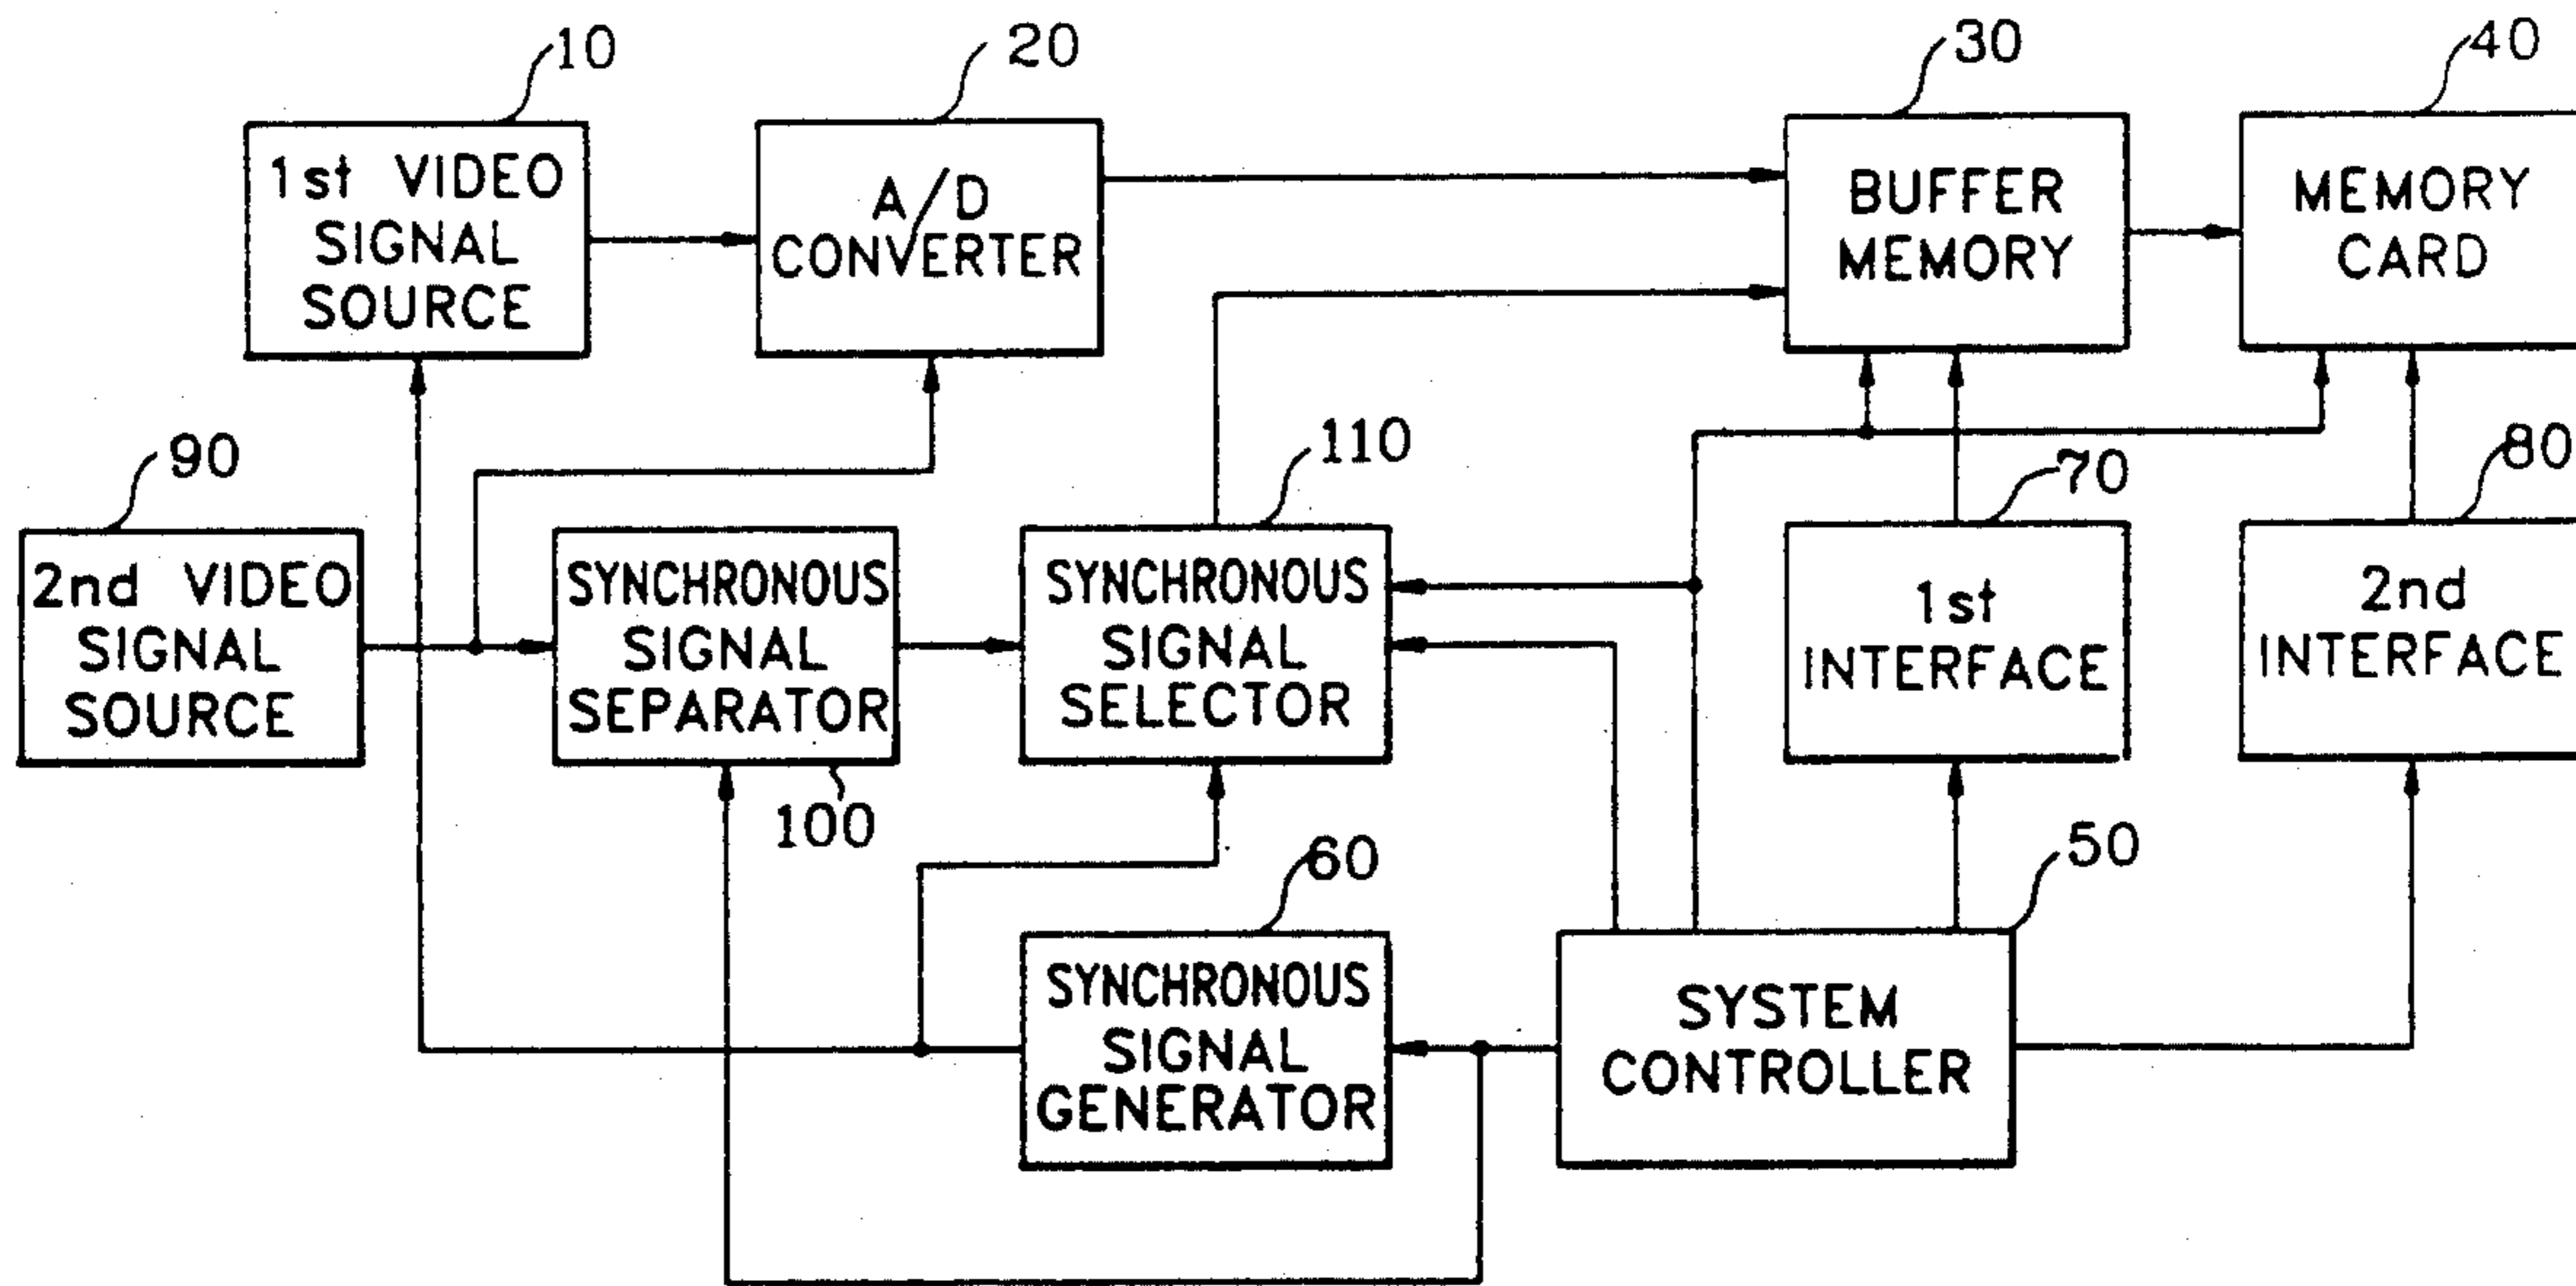 10
20
30
40
1st VIDEO
SIGNAL
SOURCE
A/D
CONVERTER
BUFFER
MEMORY
MEMORY
CARD
90
110
70
80
2nd VIDEO
SIGNAL
SOURCE
SYNCHRONOUS
SIGNAL
SEPARATOR
SYNCHRONOUS
SIGNAL
SELECTOR
1st
INTERFACE
2nd
INTERFACE
100
60
50
SYNCHRONOUS
SIGNAL
GENERATOR
SYSTEM
CONTROLLER